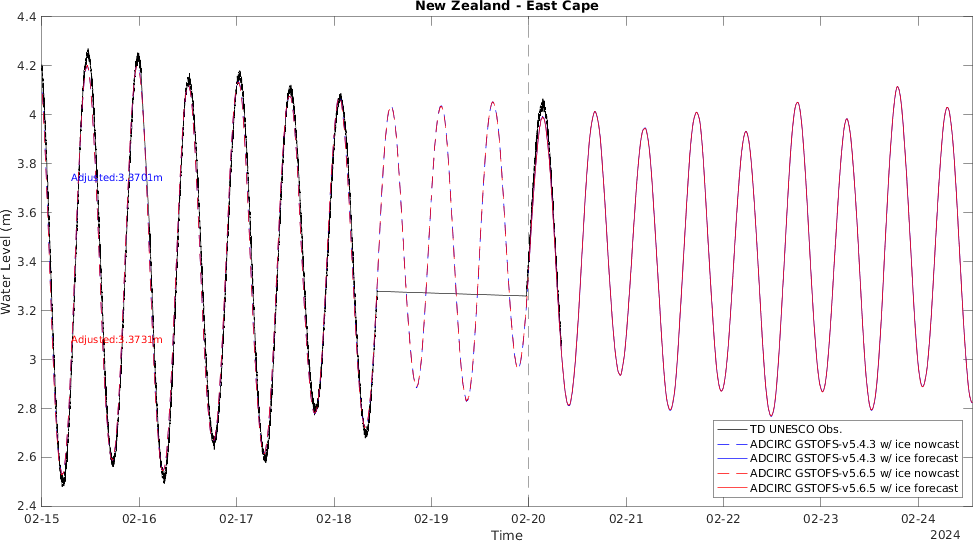 New Zealand - East Cape
4.4
4.2
4
3.8
3.6
3.4
3.2
3
2.8
2.6
2.4
Water Level (m)
Adjusted:3.3701m
Adjusted:3.3731m
TD UNESCO Obs.
ADCIRC GSTOFS-v5.4.3 w/ ice nowcast
ADCIRC GSTOFS-v5.4.3 w/ ice forecast
ADCIRC GSTOFS-v5.6.5 w/ ice nowcast
ADCIRC GSTOFS-v5.6.5 w/ ice forecast
02-15 02-16 02-17 02-18 02-19 02-20 02-21 02-22 02-23 02-24
Time
2024